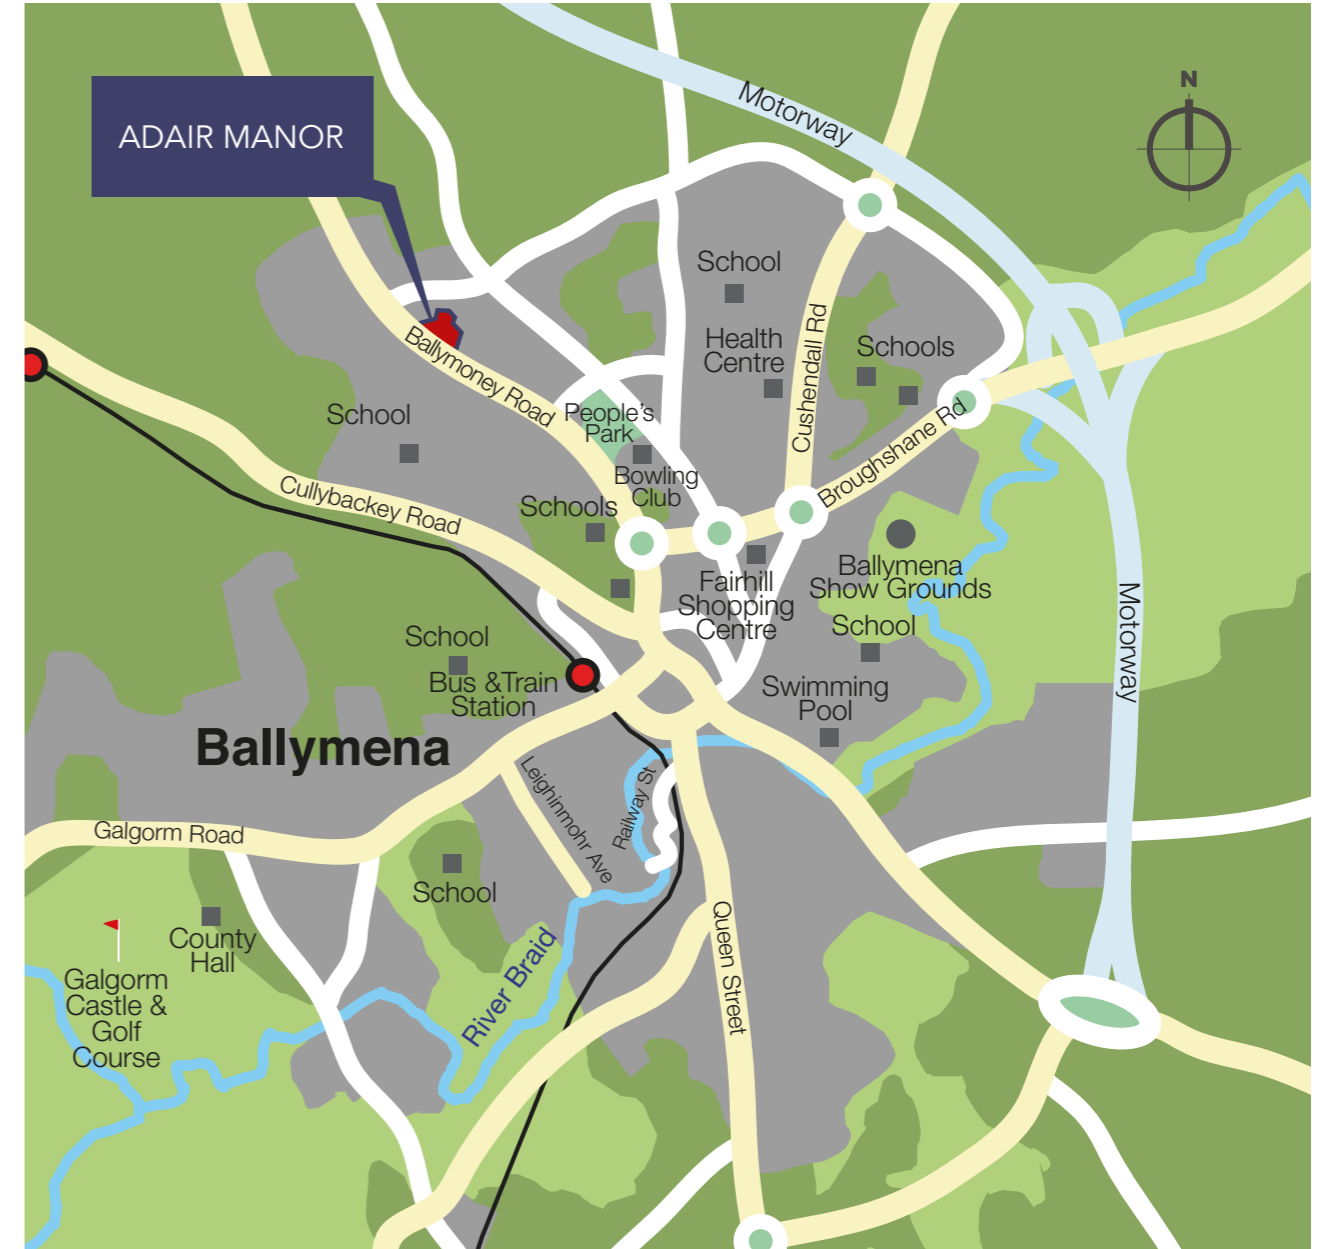 N
Motorway
ADAIR MANOR
School
Health
Centre
Cushendall Rd
Schools
Ballymoney Road
School
People's
Park
Broughshane Rd
Bowling
Club
Cullybackey Road
Schools
Fairhill
Shopping
Centre
Ballymena
Show Grounds
School
Motorway
School
Bus &Train
Station
Swimming
Pool
Ballymena
Leighinmohr Ave
Railway St
Galgorm Road
School
County
Hall
Queen Street
River Braid
Galgorm
Castle &
Golf
Course